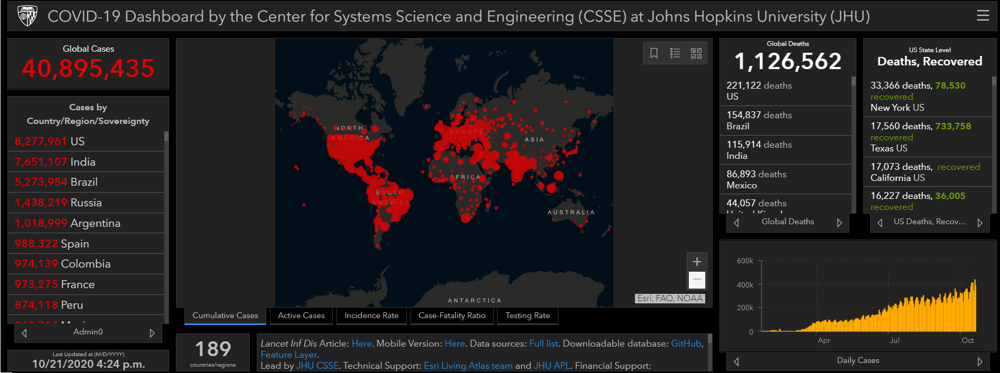 COVID-19 Dashboard by the Center for Systems Science and Engineering (CSSE) at Johns Hopkins University (JHU)
Global Cases
40,895,435
Cases by
Country/Region/Sovereignty
8,277,961 US
7,651,107 India
5,273,954 Brazil
1,438,219 Russia
1,018,999 Argentina
988,322 Spain
974,139 Colombia
973,275 France
874,118 Peru
Admin0
Last Updated at (M/D/YYYY)
10/21/2020 4:24 p.m.
NORTH
AMERICA
EUROPE
ASIA
AFRICA
SOUTH
AMERICA
AUSTRALIA
ANTARCTICA
Esri, FAO, NOAA
Cumulative Cases
Active Cases
Incidence Rate
Case-Fatality Ratio
Testing Rate
189
countries/regions
Lancet Inf Dis Article: Here. Mobile Version: Here. Data sources: Full list. Downloadable database: GitHub,
Feature Layer.
Lead by JHU CSSE. Technical Support: Esri Living Atlas team and JHU APL. Financial Support:
Global Deaths
1,126,562
221,122 deaths
US
154,837 deaths
Brazil
115,914 deaths
India
86,893 deaths
Mexico
44,057 deaths
Global Deaths
US State Level
Deaths, Recovered
33,366 deaths, 78,530
recovered
New York US
17,560 deaths, 733,758
recovered
Texas US
17,073 deaths, recovered
California US
16,227 deaths, 36,005
recovered
US Deaths, Recov...
600k
400k
200k
0
Apr
Jul
Oct
Daily Cases